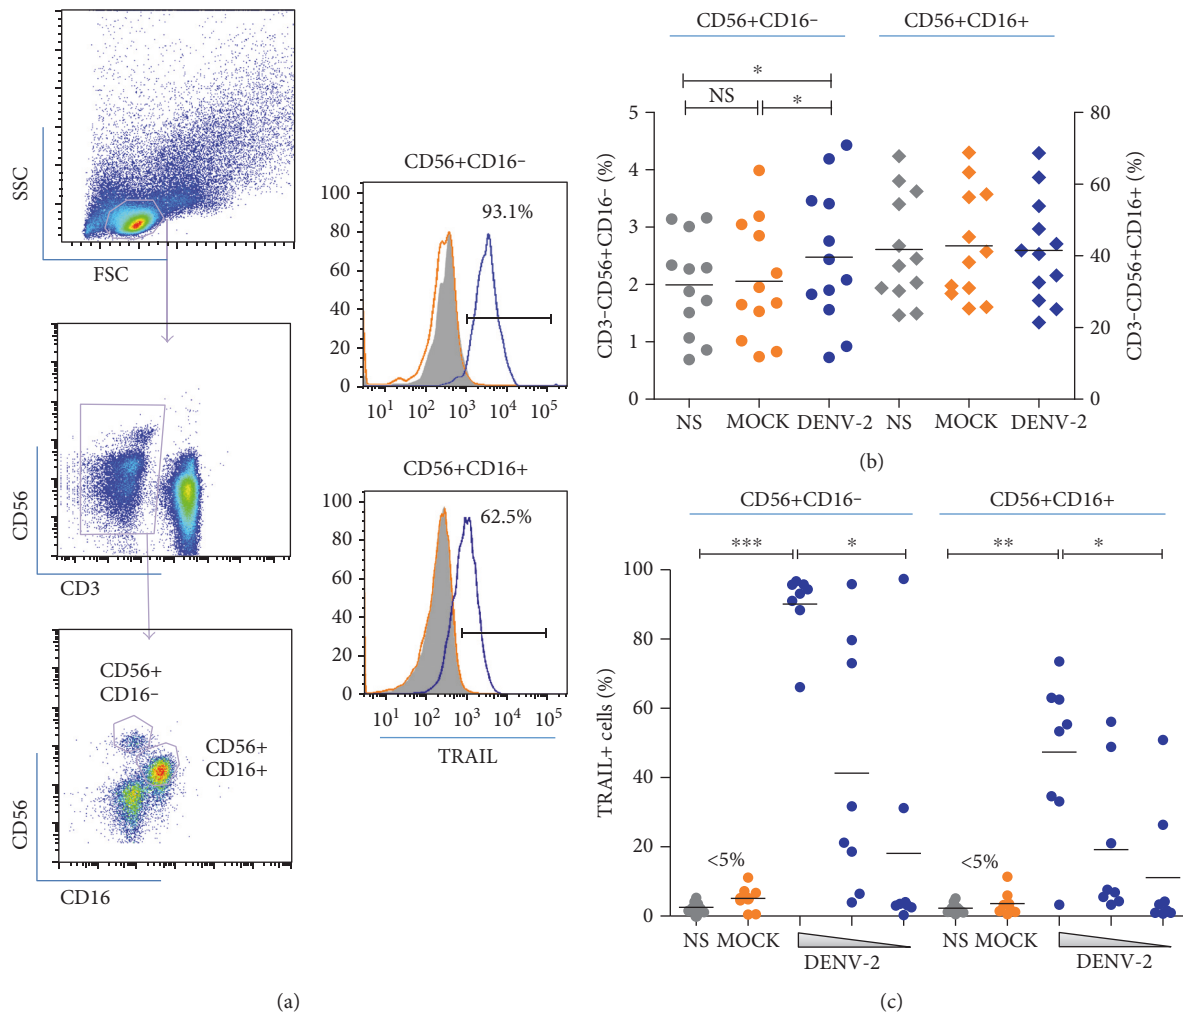 SSC
FSC
CD56
CD3
CD56+
CD16−
CD56+
CD16+
CD56
CD16
CD56+CD16−
100
80
60
40
20
0
93.1%
10¹ 10² 10³ 10⁴ 10⁵
CD56+CD16+
100
80
60
40
20
0
62.5%
10¹ 10² 10³ 10⁴ 10⁵
TRAIL
(a)
CD56+CD16− CD56+CD16+
*
NS *
CD3−CD56+CD16− (%)
5
4
3
2
1
0
80
60
40
20
0
CD3−CD56+CD16+ (%)
NS MOCK DENV-2 NS MOCK DENV-2
(b)
CD56+CD16− CD56+CD16+
*** * ** *
TRAIL+ cells (%)
100
80
60
40
20
0
<5% <5%
NS MOCK NS MOCK
DENV-2 DENV-2
(c)